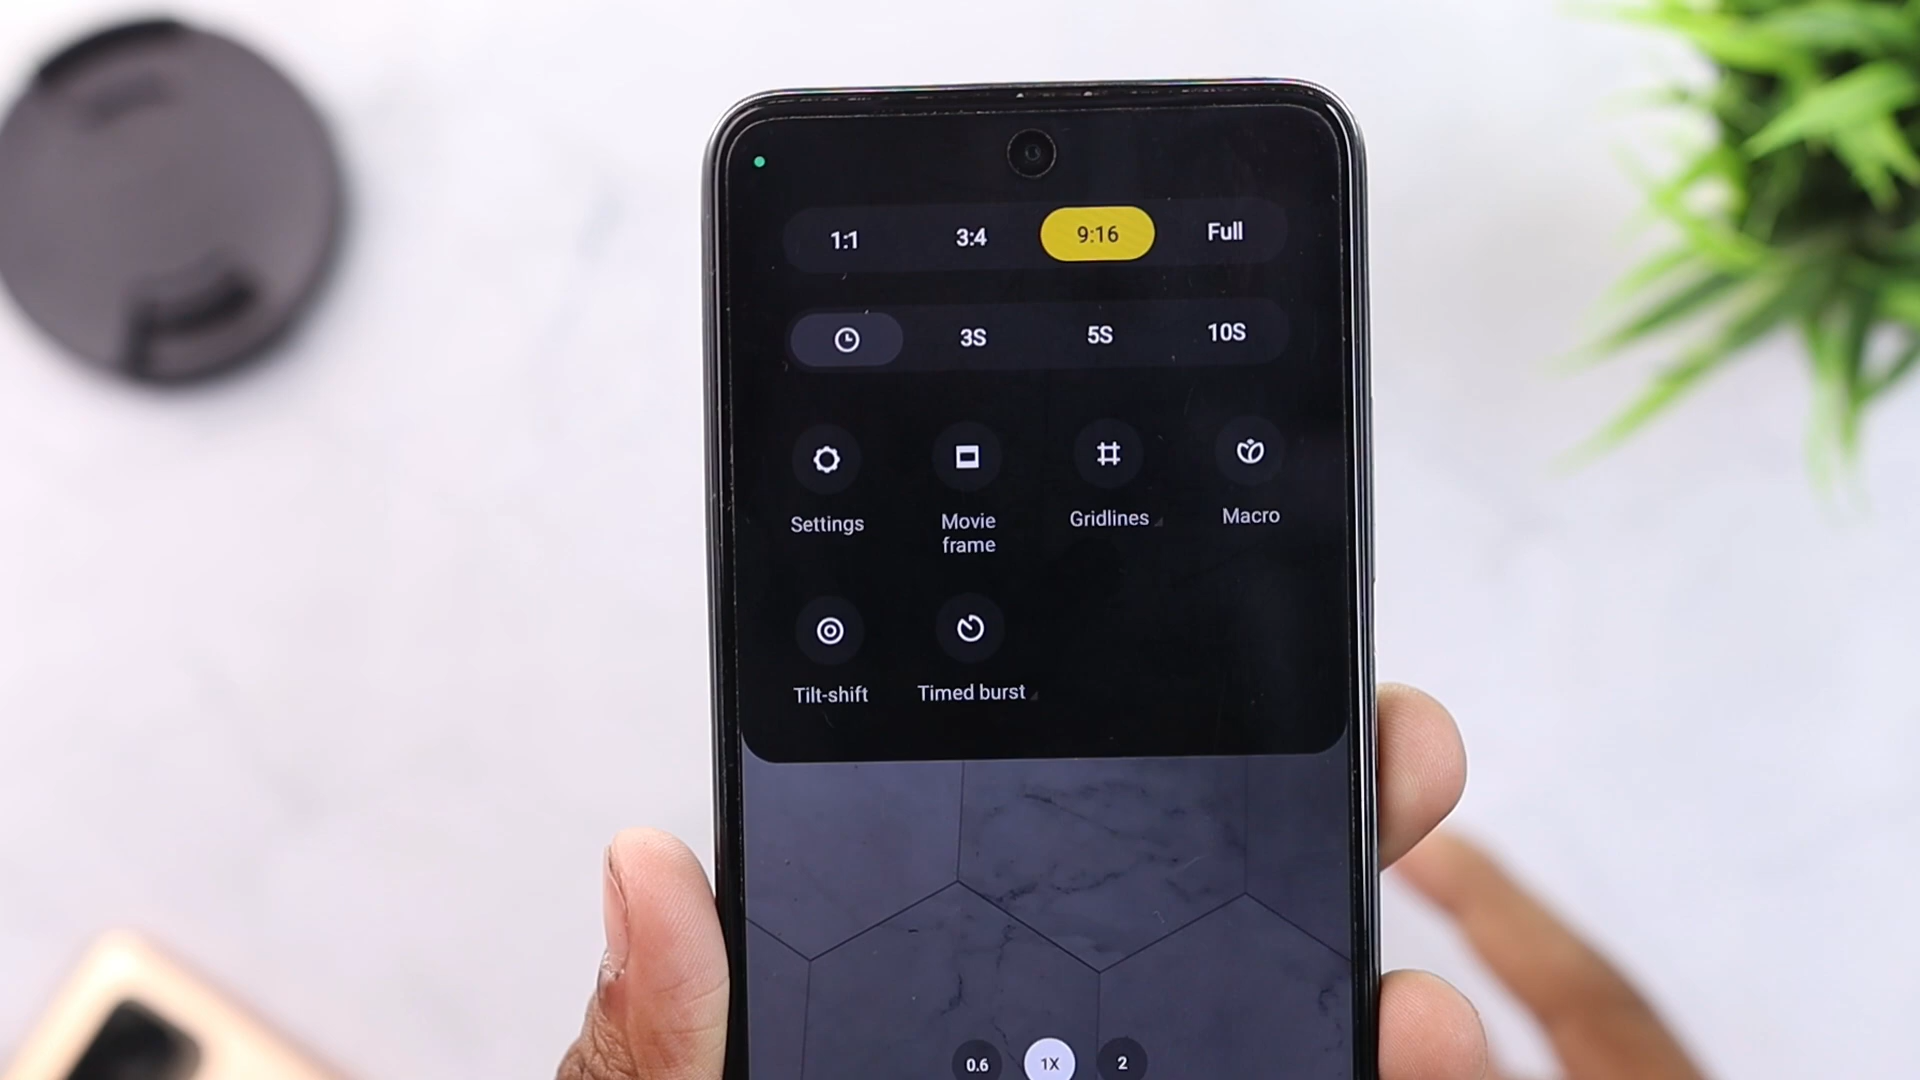 1:1 3:4 9:16 Full
3S 5S 10S
Settings
Movie
frame
Gridlines
Macro
Tilt-shift
Timed burst
0.6 1X 2